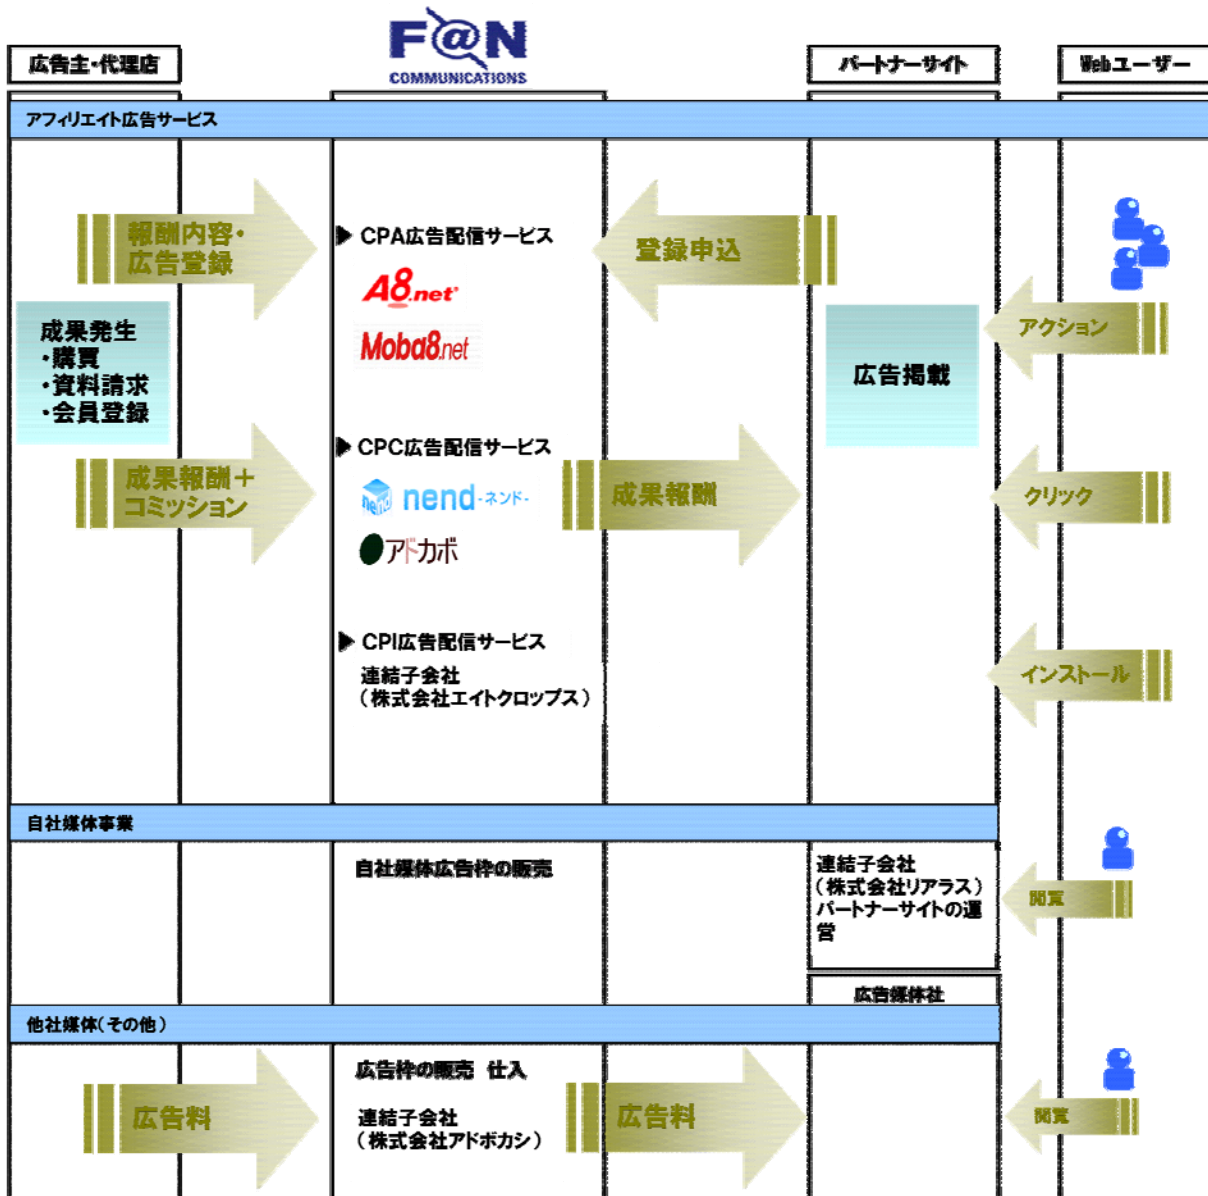 F@N
COMMUNICATIONS
広告主・代理店
パートナーサイト
Webユーザー
アフィリエイト広告サービス
報酬内容・
広告登録
▶ CPA広告配信サービス
登録申込
A8.net
Moba8.net
アクション
成果発生
・購買
・資料請求
・会員登録
広告掲載
▶ CPC広告配信サービス
成果報酬＋
コミッション
nend
nend-ネンド-
成果報酬
クリック
アドカボ
▶ CPI広告配信サービス
連結子会社
（株式会社エイトクロップス）
インストール
自社媒体事業
自社媒体広告枠の販売
連結子会社
（株式会社リアラス）
パートナーサイトの運
営
閲覧
広告媒体社
他社媒体(その他)
広告枠の販売 仕入
広告料
連結子会社
（株式会社アドボカシ）
広告料
閲覧